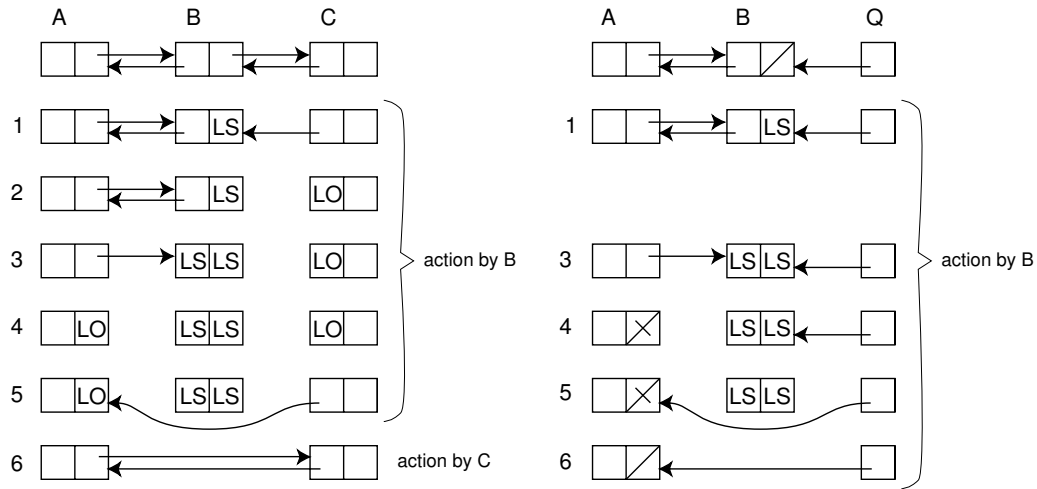 A B C
1 LS
2 LS LO
3 LS LS LO
4 LO LS LS LO
5 LO LS LS
6
action by B
action by C
A B Q
1 LS
3 LS LS
4 LS LS
5 LS LS
6
action by B